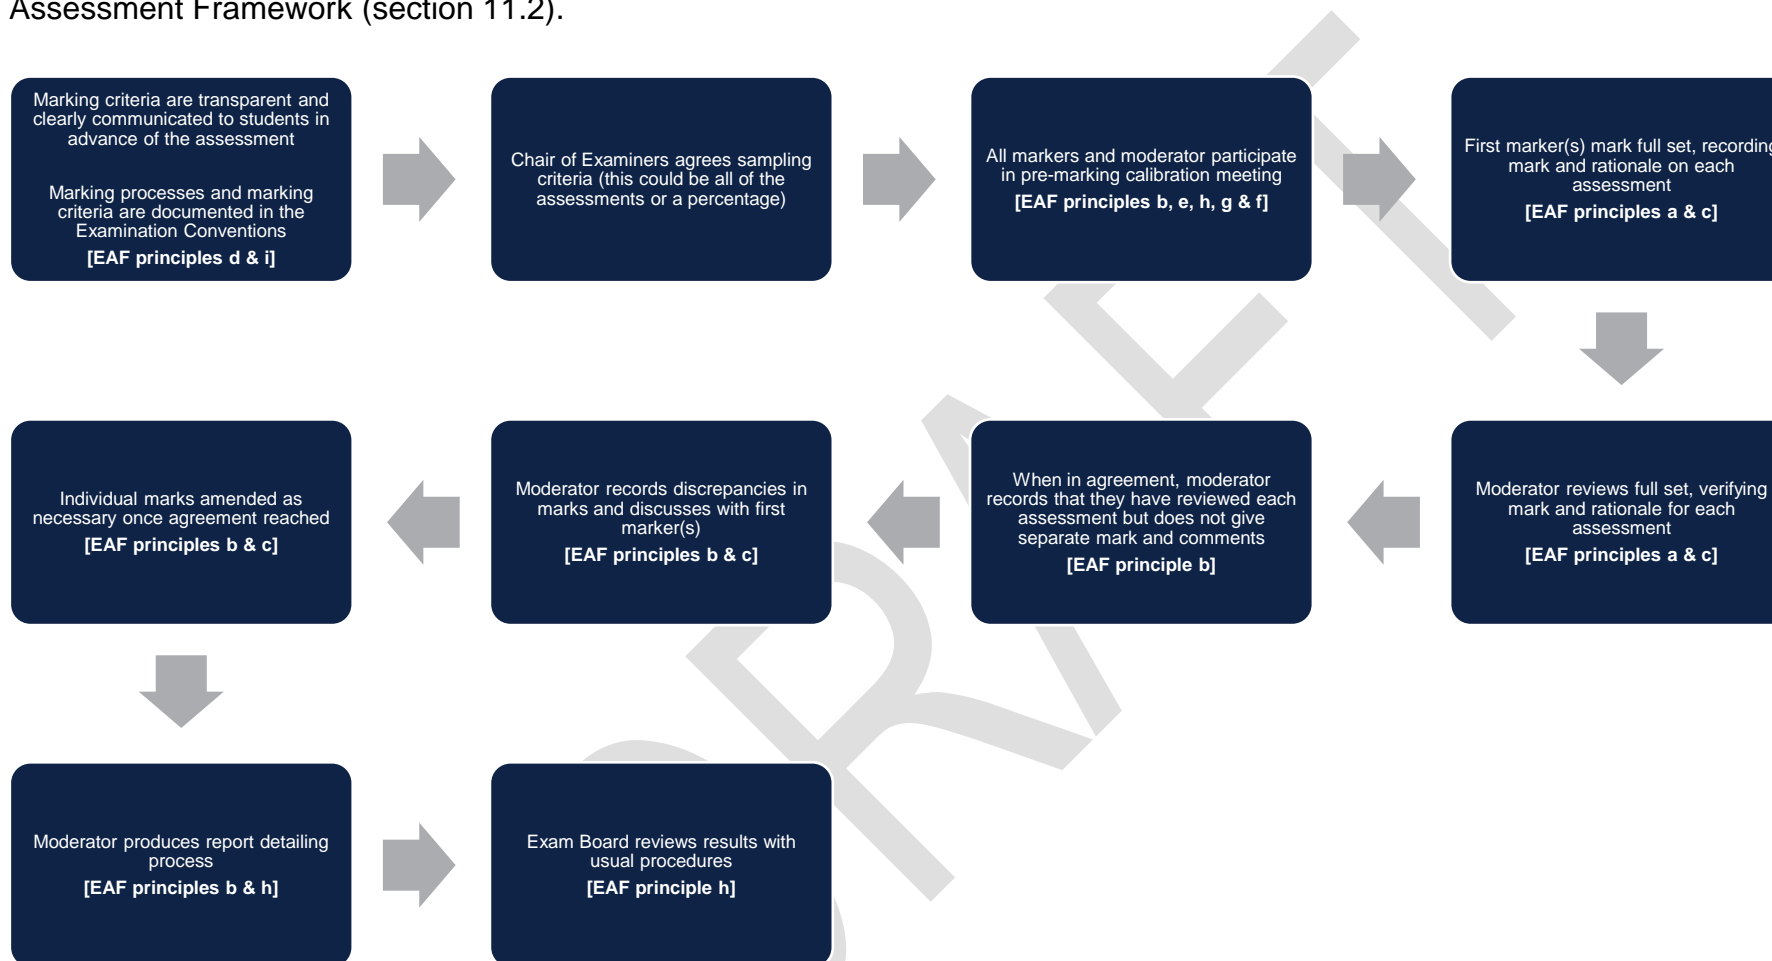 Assessment Framework (section 11.2).
Marking criteria are transparent and
clearly communicated to students in
advance of the assessment
Marking processes and marking
criteria are documented in the
Examination Conventions
[EAF principles d & i]
Chair of Examiners agrees sampling
criteria (this could be all of the
assessments or a percentage)
All markers and moderator participate
in pre-marking calibration meeting
[EAF principles b, e, h, g & f]
First marker(s) mark full set, recording
mark and rationale on each
assessment
[EAF principles a & c]
Moderator reviews full set, verifying
mark and rationale for each
assessment
[EAF principles a & c]
When in agreement, moderator
records that they have reviewed each
assessment but does not give
separate mark and comments
[EAF principle b]
Moderator records discrepancies in
marks and discusses with first
marker(s)
[EAF principles b & c]
Individual marks amended as
necessary once agreement reached
[EAF principles b & c]
Moderator produces report detailing
process
[EAF principles b & h]
Exam Board reviews results with
usual procedures
[EAF principle h]
DRAFT